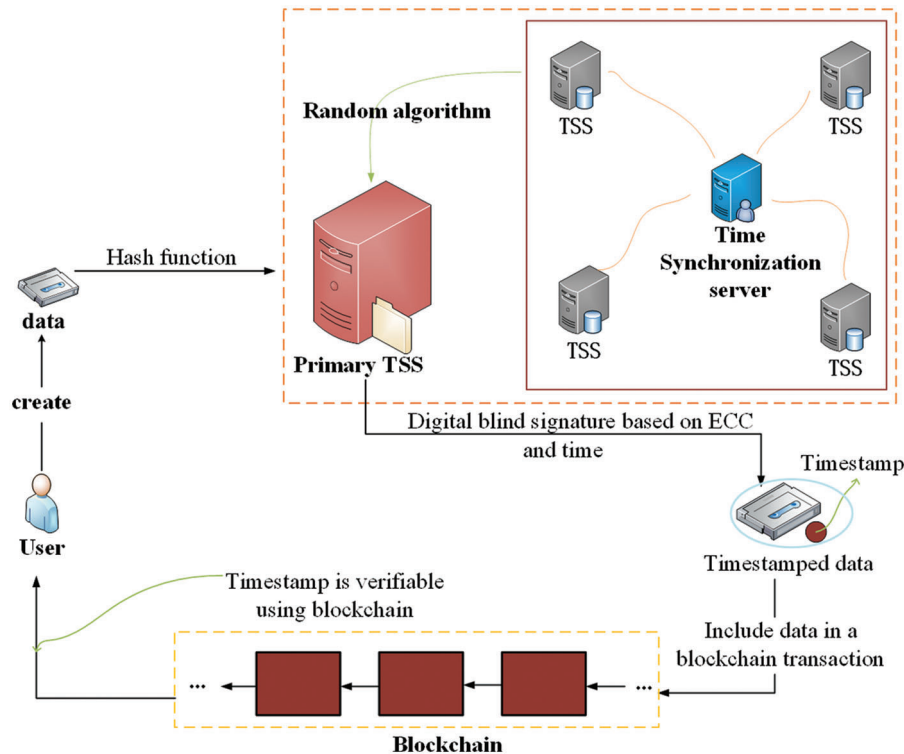 TSS
TSS
Random algorithm
Time
Synchronization
server
Hash function
data
TSS
TSS
Primary TSS
create
Digital blind signature based on ECC
and time
Timestamp
User
Timestamped data
Timestamp is verifiable
using blockchain
Include data in a
blockchain transaction
...
...
Blockchain